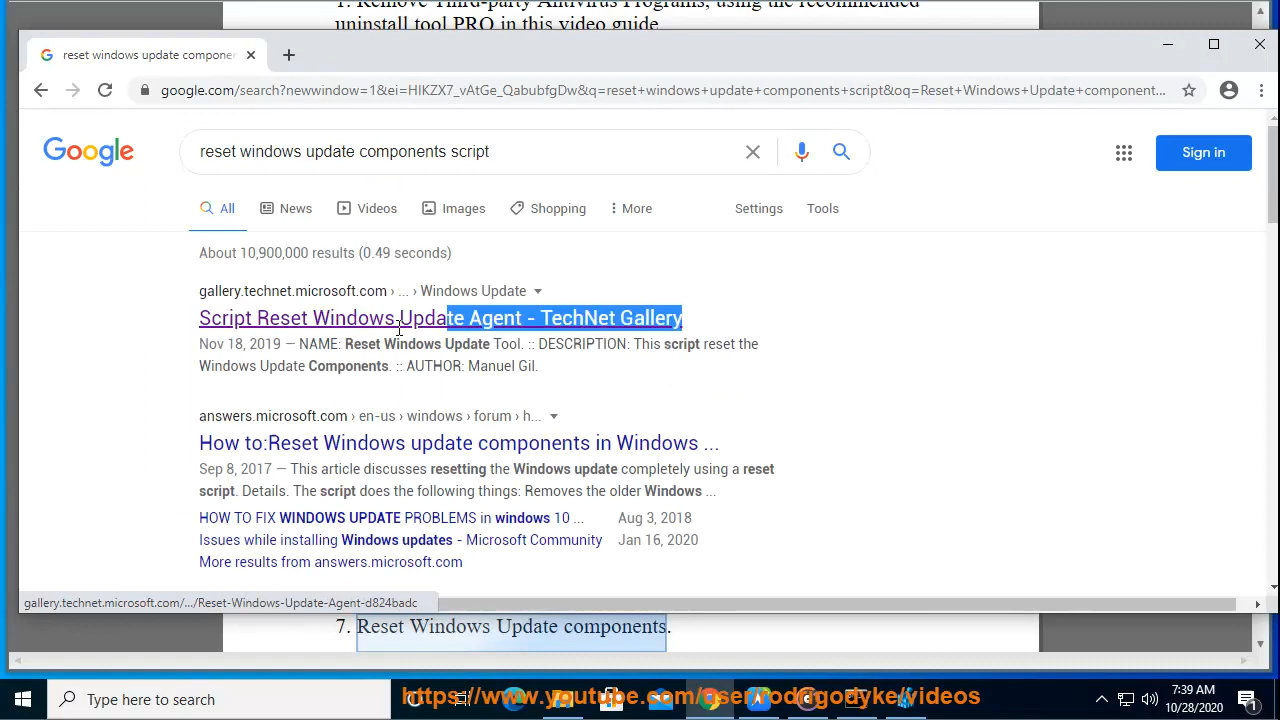 1. Remove Third-party Antivirus Programs, using the recommended
uninstall tool PRO in this video guide
reset windows update compone
google.com/search?newwindow=1&ei=HIKZX7_vAtGe_QabubfgDw&q=reset+windows+update+components+script&oq=Reset+Windows+Update+component...
Google
reset windows update components script
Sign in
All
News
Videos
Images
Shopping
More
Settings
Tools
About 10,900,000 results (0.49 seconds)
gallery.technet.microsoft.com › ... › Windows Update
Script Reset Windows Update Agent - TechNet Gallery
Nov 18, 2019 — NAME: Reset Windows Update Tool. :: DESCRIPTION: This script reset the
Windows Update Components. :: AUTHOR: Manuel Gil.
answers.microsoft.com › en-us › windows › forum › h...
How to:Reset Windows update components in Windows ...
Sep 8, 2017 — This article discusses resetting the Windows update completely using a reset
script. Details. The script does the following things: Removes the older Windows ...
HOW TO FIX WINDOWS UPDATE PROBLEMS in windows 10 ... Aug 3, 2018
Issues while installing Windows updates - Microsoft Community Jan 16, 2020
More results from answers.microsoft.com
gallery.technet.microsoft.com/.../Reset-Windows-Update-Agent-d824badc
7. Reset Windows Update components.
Type here to search
https://www.youtube.com/user/rodrigodyke/videos
7:39 AM
10/28/2020
1